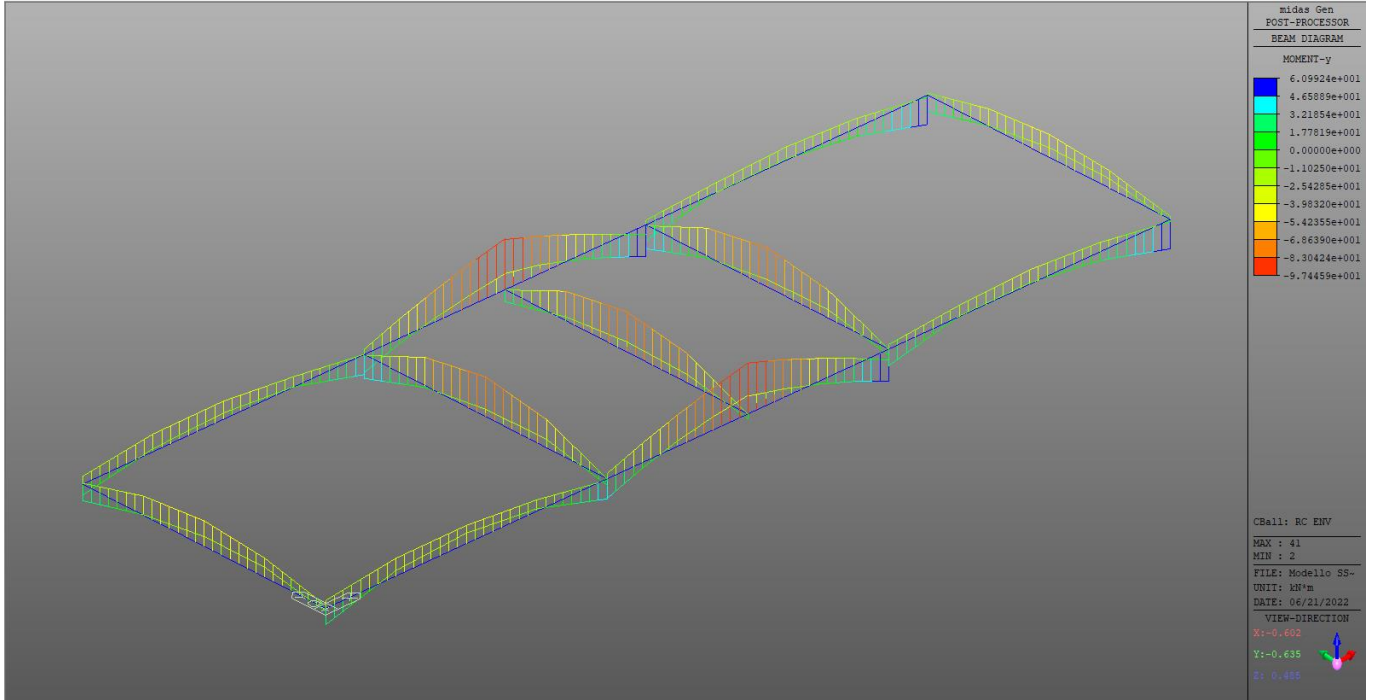 midas Gen
POST-PROCESSOR
BEAM DIAGRAM
MOMENT-y
6.09924e+001
4.65889e+001
3.21854e+001
1.77819e+001
0.00000e+000
-1.10250e+001
-2.54285e+001
-3.98320e+001
-5.42355e+001
-6.86390e+001
-8.30424e+001
-9.74459e+001
CBall: RC ENV
MAX : 41
MIN : 2
FILE: Modello SS~
UNIT: kN*m
DATE: 06/21/2022
VIEW-DIRECTION
X:-0.602
Y:-0.635
Z: 0.485